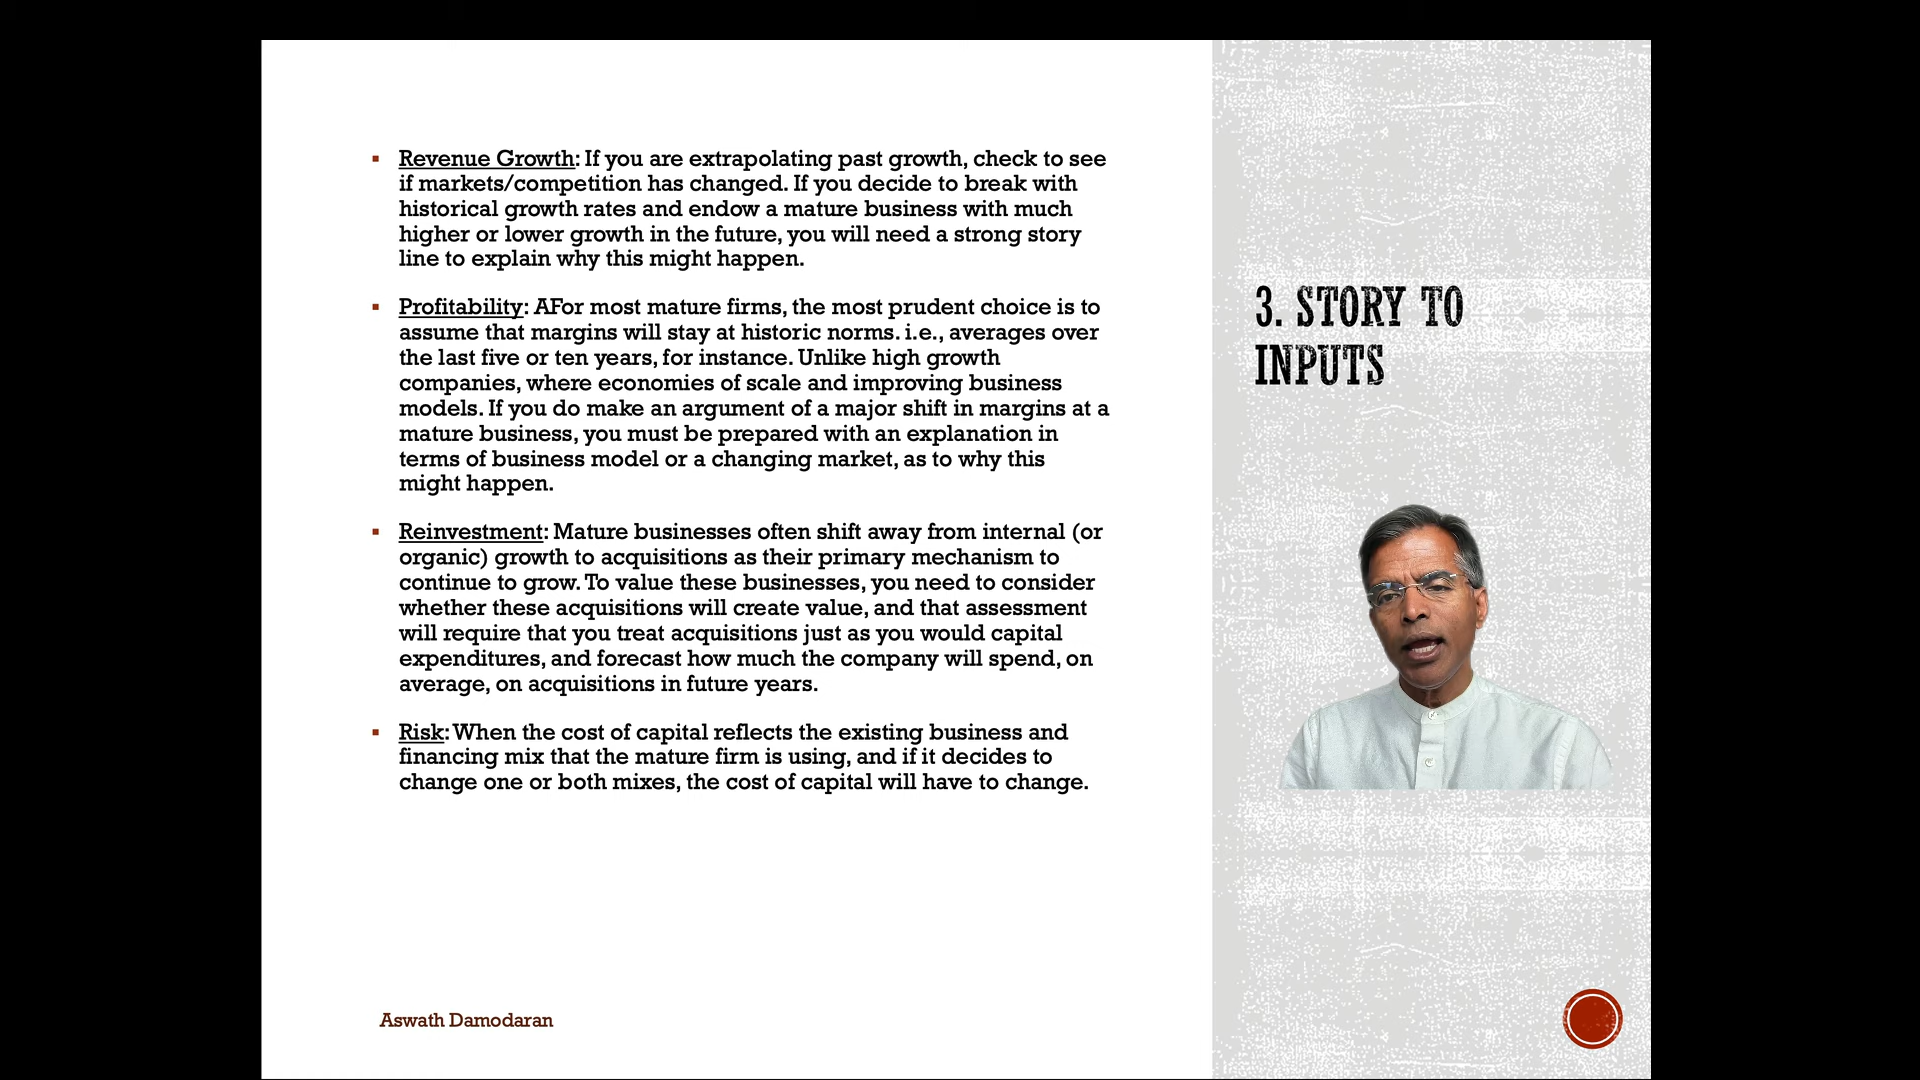 Revenue Growth: If you are extrapolating past growth, check to see
if markets/competition has changed. If you decide to break with
historical growth rates and endow a mature business with much
higher or lower growth in the future, you will need a strong story
line to explain why this might happen.
Profitability: AFor most mature firms, the most prudent choice is to
assume that margins will stay at historic norms. i.e., averages over
the last five or ten years, for instance. Unlike high growth
companies, where economies of scale and improving business
models. If you do make an argument of a major shift in margins at a
mature business, you must be prepared with an explanation in
terms of business model or a changing market, as to why this
might happen.
Reinvestment: Mature businesses often shift away from internal (or
organic) growth to acquisitions as their primary mechanism to
continue to grow. To value these businesses, you need to consider
whether these acquisitions will create value, and that assessment
will require that you treat acquisitions just as you would capital
expenditures, and forecast how much the company will spend, on
average, on acquisitions in future years.
Risk: When the cost of capital reflects the existing business and
financing mix that the mature firm is using, and if it decides to
change one or both mixes, the cost of capital will have to change.
3. STORY TO
INPUTS
Aswath Damodaran